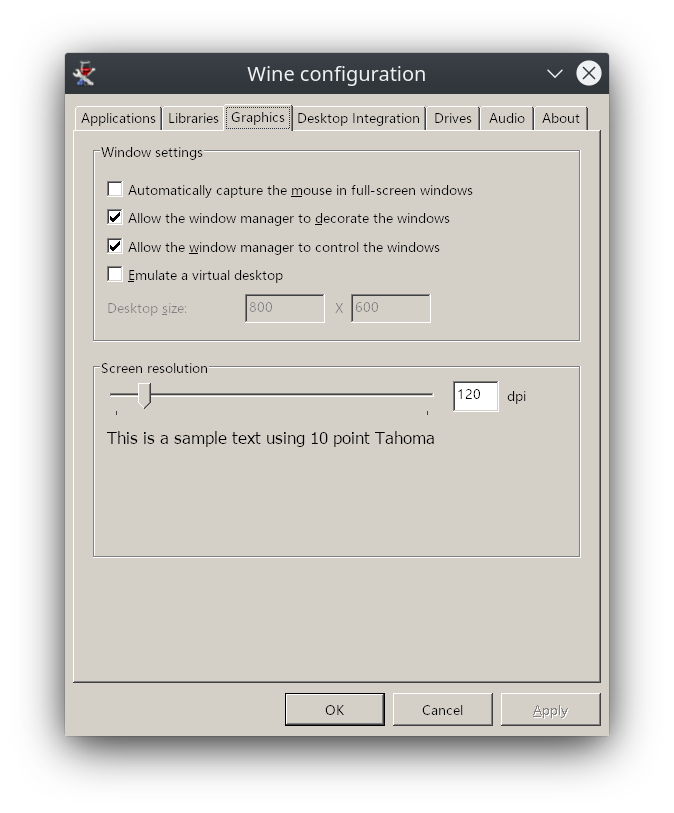 Wine configuration
Applications Libraries Graphics Desktop Integration Drives Audio About
Window settings
Automatically capture the mouse in full-screen windows
Allow the window manager to decorate the windows
Allow the window manager to control the windows
Emulate a virtual desktop
Desktop size: 800 X 600
Screen resolution
120 dpi
This is a sample text using 10 point Tahoma
OK Cancel Apply